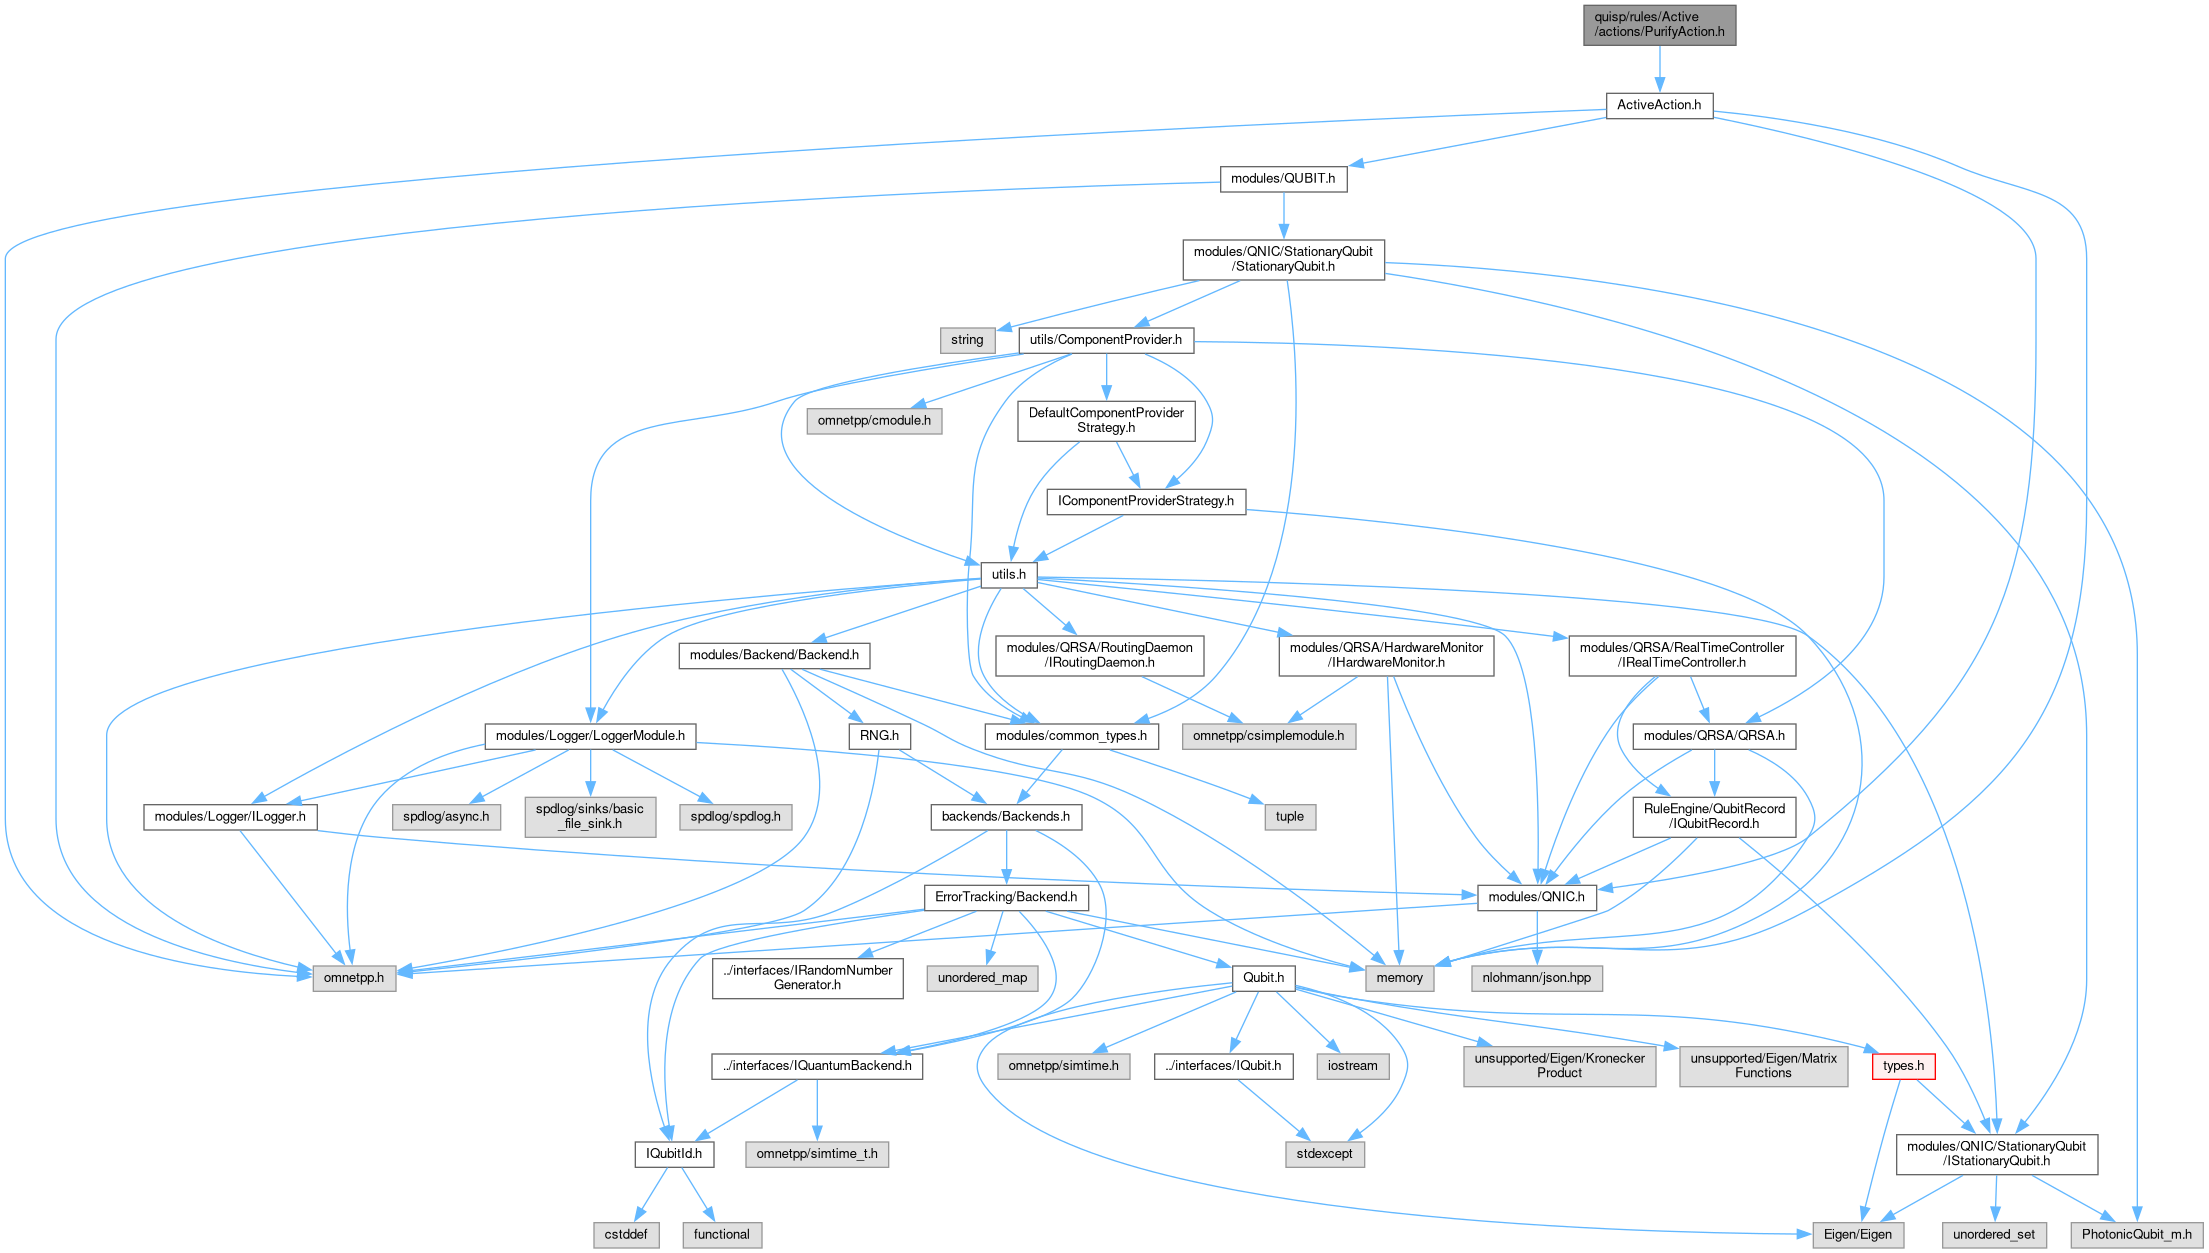 quisp/rules/Active
/actions/PurifyAction.h
ActiveAction.h
modules/QUBIT.h
modules/QNIC/StationaryQubit
/StationaryQubit.h
string
utils/ComponentProvider.h
omnetpp/cmodule.h
DefaultComponentProvider
Strategy.h
IComponentProviderStrategy.h
utils.h
modules/Backend/Backend.h
modules/QRSA/RoutingDaemon
/IRoutingDaemon.h
modules/QRSA/HardwareMonitor
/IHardwareMonitor.h
modules/QRSA/RealTimeController
/IRealTimeController.h
modules/Logger/LoggerModule.h
RNG.h
modules/common_types.h
omnetpp/csimplemodule.h
modules/QRSA/QRSA.h
modules/Logger/ILogger.h
spdlog/async.h
spdlog/sinks/basic
_file_sink.h
spdlog/spdlog.h
backends/Backends.h
tuple
RuleEngine/QubitRecord
/IQubitRecord.h
ErrorTracking/Backend.h
modules/QNIC.h
omnetpp.h
../interfaces/IRandomNumber
Generator.h
unordered_map
Qubit.h
memory
nlohmann/json.hpp
../interfaces/IQuantumBackend.h
omnetpp/simtime.h
../interfaces/IQubit.h
iostream
unsupported/Eigen/Kronecker
Product
unsupported/Eigen/Matrix
Functions
types.h
IQubitId.h
omnetpp/simtime_t.h
stdexcept
modules/QNIC/StationaryQubit
/IStationaryQubit.h
cstddef
functional
Eigen/Eigen
unordered_set
PhotonicQubit_m.h